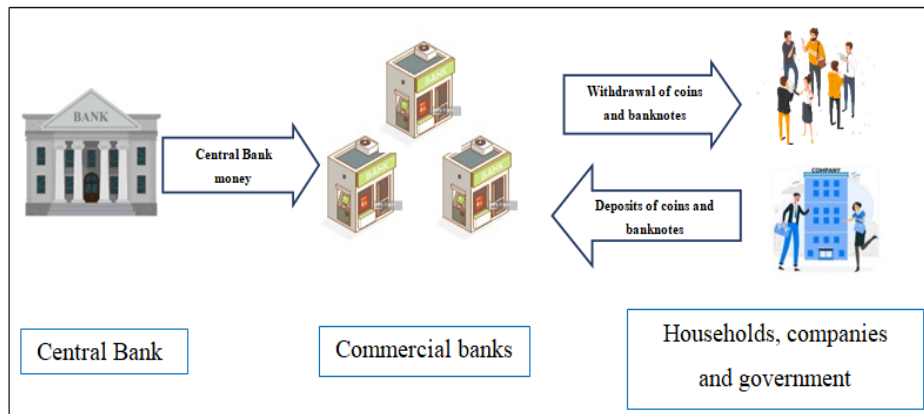 BANK
Central Bank
money
BANK
BANK
BANK
Withdrawal of coins
and banknotes
COMPANY
Deposits of coins and
banknotes
Central Bank
Commercial banks
Households, companies
and government